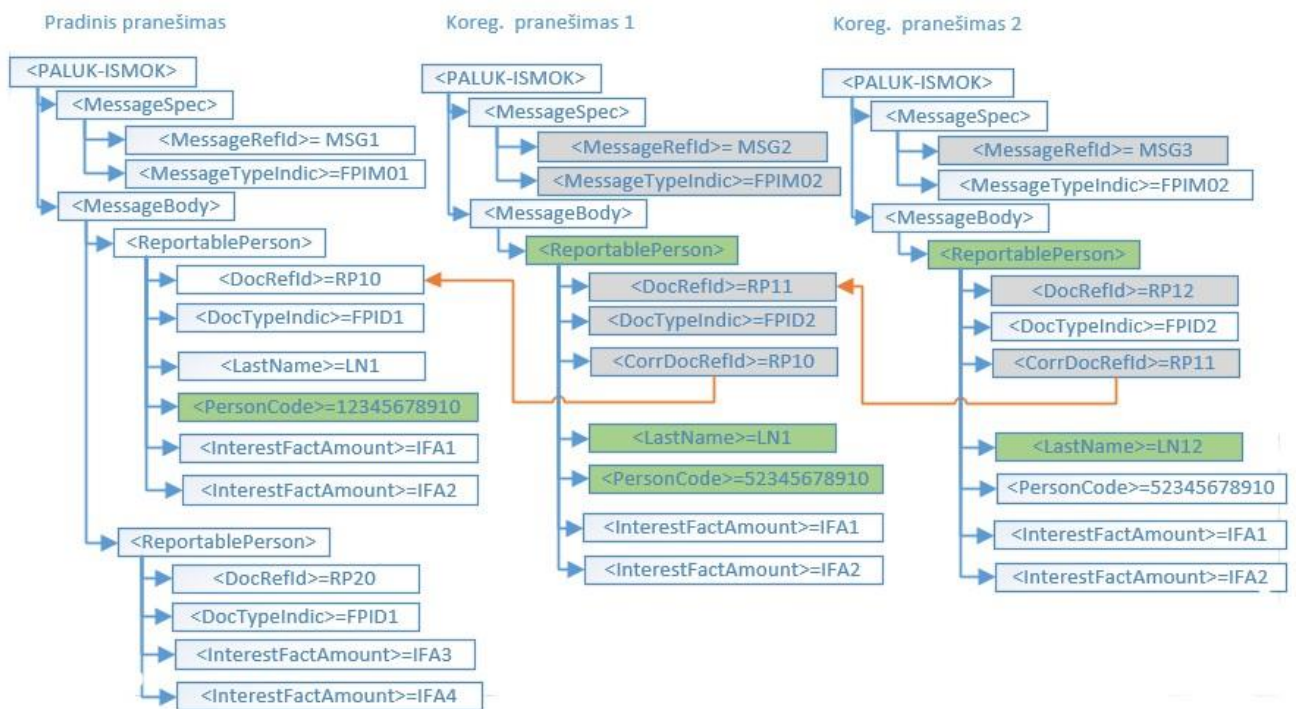 Pradinis pranešimas
<PALUK-ISMOK>
<MessageSpec>
<MessageRefId>= MSG1
<MessageTypeIndic>=FPIM01
<MessageBody>
<ReportablePerson>
<DocRefId>=RP10
<DocTypeIndic>=FPID1
<LastName>=LN1
<PersonCode>=12345678910
<InterestFactAmount>=IFA1
<InterestFactAmount>=IFA2
<ReportablePerson>
<DocRefId>=RP20
<DocTypeIndic>=FPID1
<InterestFactAmount>=IFA3
<InterestFactAmount>=IFA4
Koreg. pranešimas 1
<PALUK-ISMOK>
<MessageSpec>
<MessageRefId>= MSG2
<MessageTypeIndic>=FPIM02
<MessageBody>
<ReportablePerson>
<DocRefId>=RP11
<DocTypeIndic>=FPID2
<CorrDocRefId>=RP10
<LastName>=LN1
<PersonCode>=52345678910
<InterestFactAmount>=IFA1
<InterestFactAmount>=IFA2
Koreg. pranešimas 2
<PALUK-ISMOK>
<MessageSpec>
<MessageRefId>= MSG3
<MessageTypeIndic>=FPIM02
<MessageBody>
<ReportablePerson>
<DocRefId>=RP12
<DocTypeIndic>=FPID2
<CorrDocRefId>=RP11
<LastName>=LN12
<PersonCode>=52345678910
<InterestFactAmount>=IFA1
<InterestFactAmount>=IFA2